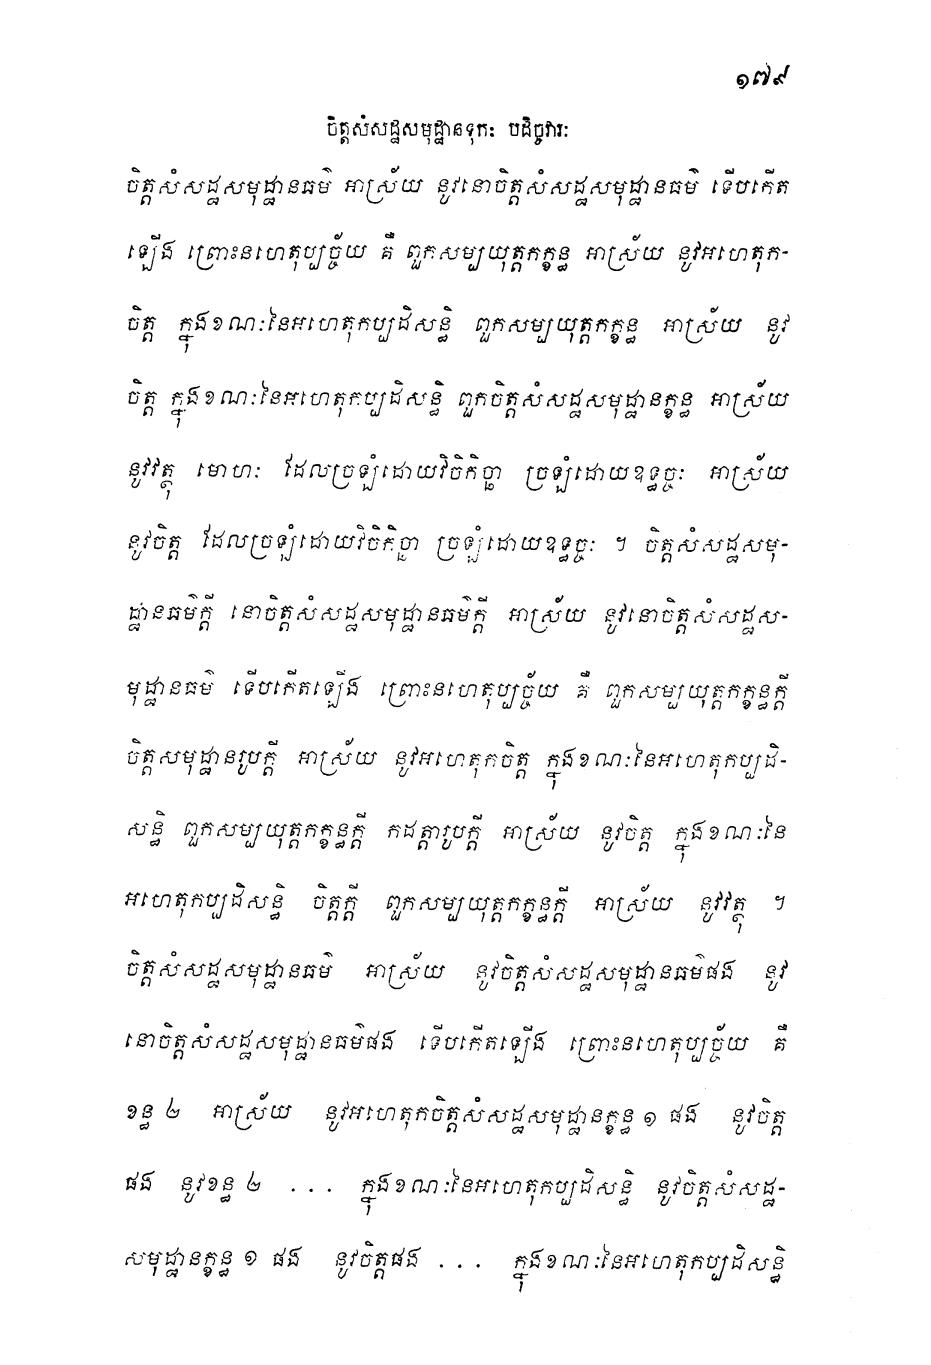 ១៧៩
ចិត្តសំសដ្ឋសមុដ្ឋានទុកៈ បដិច្ចវារៈ
ចិត្តសំសដ្ឋសមុដ្ឋានធម៌ អាស្រ័យ នូវនោចិត្តសំសដ្ឋសមុដ្ឋានធម៌ ទើបកើត
ឡើង ព្រោះនហេតុប្បច្ច័យ គឺ ពួកសម្បយុត្តកក្ខន្ធ អាស្រ័យ នូវអហេតុក-
ចិត្ត ក្នុងខណៈនៃអហេតុកប្បដិសន្ធិ ពួកសម្បយុត្តកក្ខន្ធ អាស្រ័យ នូវ
ចិត្ត ក្នុងខណៈនៃអហេតុកប្បដិសន្ធិ ពួកចិត្តសំសដ្ឋសមុដ្ឋានក្ខន្ធ អាស្រ័យ
នូវវត្ថុ មោហៈ ដែលច្រឡំដោយវិចិកិច្ឆា ច្រឡំដោយឧទ្ធច្ចៈ អាស្រ័យ
នូវចិត្ត ដែលច្រឡំដោយវិចិកិច្ឆា ច្រឡំដោយឧទ្ធច្ចៈ ។ ចិត្តសំសដ្ឋសមុ-
ដ្ឋានធម៌ក្តី នោចិត្តសំសដ្ឋសមុដ្ឋានធម៌ក្តី អាស្រ័យ នូវនោចិត្តសំសដ្ឋស-
មុដ្ឋានធម៌ ទើបកើតឡើង ព្រោះនហេតុប្បច្ច័យ គឺ ពួកសម្បយុត្តកក្ខន្ធក្តី
ចិត្តសមុដ្ឋានរូបក្តី អាស្រ័យ នូវអហេតុកចិត្ត ក្នុងខណៈនៃអហេតុកប្បដិ-
សន្ធិ ពួកសម្បយុត្តកក្ខន្ធក្តី កដត្តារូបក្តី អាស្រ័យ នូវចិត្ត ក្នុងខណៈនៃ
អហេតុកប្បដិសន្ធិ ចិត្តក្តី ពួកសម្បយុត្តកក្ខន្ធក្តី អាស្រ័យ នូវវត្ថុ ។
ចិត្តសំសដ្ឋសមុដ្ឋានធម៌ អាស្រ័យ នូវចិត្តសំសដ្ឋសមុដ្ឋានធម៌ផង នូវ
នោចិត្តសំសដ្ឋសមុដ្ឋានធម៌ផង ទើបកើតឡើង ព្រោះនហេតុប្បច្ច័យ គឺ
ខន្ធ ២ អាស្រ័យ នូវអហេតុកចិត្តសំសដ្ឋសមុដ្ឋានក្ខន្ធ ១ ផង នូវចិត្ត
ផង នូវខន្ធ ២ ... ក្នុងខណៈនៃអហេតុកប្បដិសន្ធិ នូវចិត្តសំសដ្ឋ-
សមុដ្ឋានក្ខន្ធ ១ ផង នូវចិត្តផង ... ក្នុងខណៈនៃអហេតុកប្បដិសន្ធិ